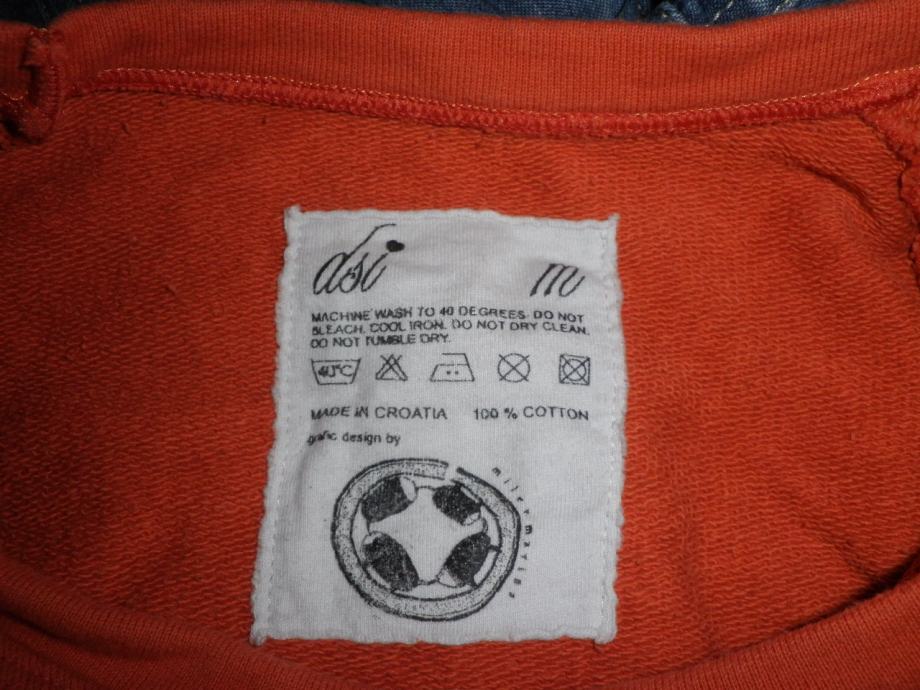 dsi m
MACHINE WASH TO 40 DEGREES. DO NOT
BLEACH. COOL IRON. DO NOT DRY CLEAN.
DO NOT TUMBLE DRY.
40°C
MADE IN CROATIA 100 % COTTON
grafic design by